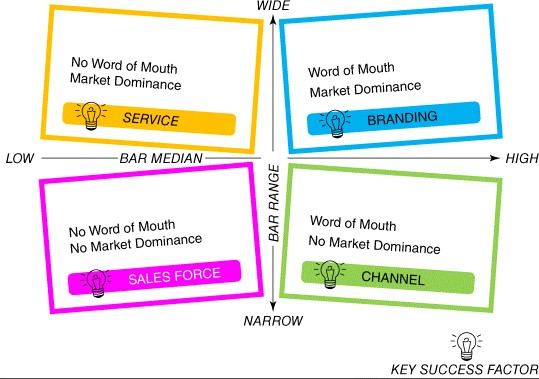 WIDE
No Word of Mouth
Market Dominance
SERVICE
Word of Mouth
Market Dominance
BRANDING
LOW
BAR MEDIAN
HIGH
BAR RANGE
No Word of Mouth
No Market Dominance
SALES FORCE
Word of Mouth
No Market Dominance
CHANNEL
NARROW
KEY SUCCESS FACTOR